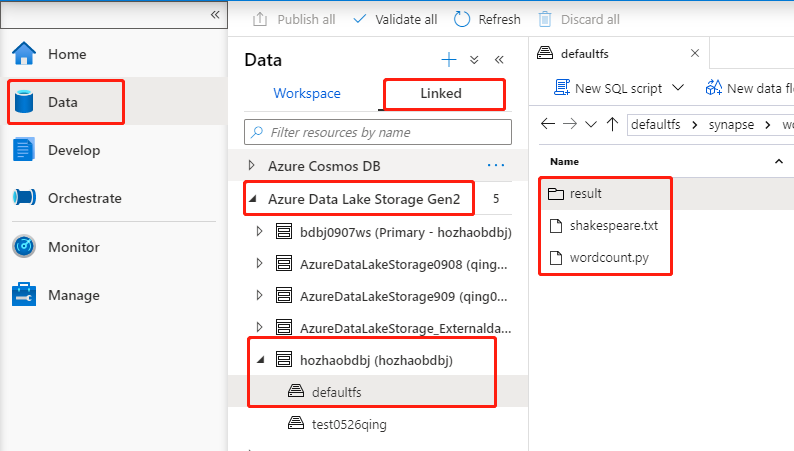 «
Publish all Validate all Refresh Discard all
Home
Data
Develop
Orchestrate
Monitor
Manage
Data
Workspace Linked
Filter resources by name
Azure Cosmos DB ...
Azure Data Lake Storage Gen2 5
bdbj0907ws (Primary - hozhaobdbj)
AzureDataLakeStorage0908 (qing...
AzureDataLakeStorage909 (qing0...
AzureDataLakeStorage_Externalda...
hozhaobdbj (hozhaobdbj)
defaultfs
test0526qing
defaultfs
New SQL script New data fl
defaultfs > synapse > wo
Name
result
shakespeare.txt
wordcount.py